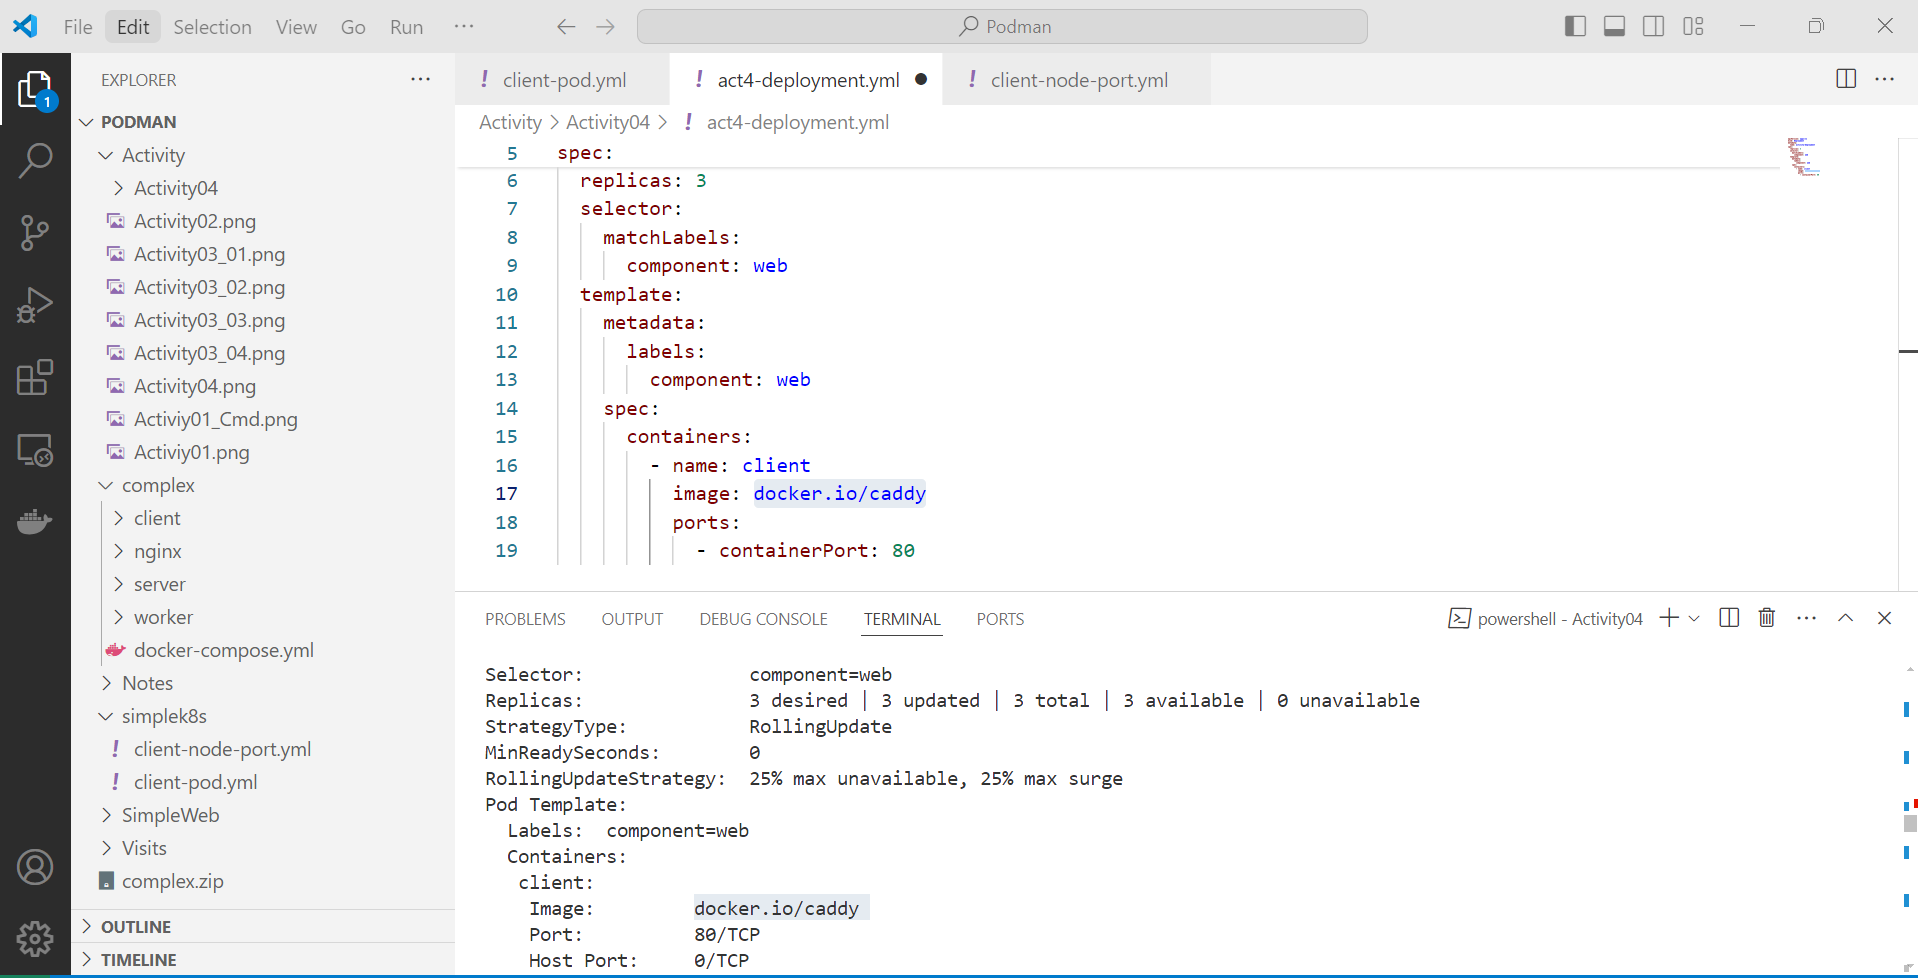 File Edit Selection View Go Run ···
Podman
EXPLORER ···
PODMAN
Activity
Activity04
Activity02.png
Activity03_01.png
Activity03_02.png
Activity03_03.png
Activity03_04.png
Activity04.png
Activiy01_Cmd.png
Activiy01.png
complex
client
nginx
server
worker
docker-compose.yml
Notes
simplek8s
! client-node-port.yml
! client-pod.yml
SimpleWeb
Visits
complex.zip
OUTLINE
TIMELINE
1
! client-pod.yml ! act4-deployment.yml ● ! client-node-port.yml
Activity > Activity04 > ! act4-deployment.yml
5 spec:
6 replicas: 3
7 selector:
8 matchLabels:
9 component: web
10 template:
11 metadata:
12 labels:
13 component: web
14 spec:
15 containers:
16 - name: client
17 image: docker.io/caddy
18 ports:
19 - containerPort: 80
PROBLEMS OUTPUT DEBUG CONSOLE TERMINAL PORTS
powershell - Activity04
Selector: component=web
Replicas: 3 desired | 3 updated | 3 total | 3 available | 0 unavailable
StrategyType: RollingUpdate
MinReadySeconds: 0
RollingUpdateStrategy: 25% max unavailable, 25% max surge
Pod Template:
Labels: component=web
Containers:
client:
Image: docker.io/caddy
Port: 80/TCP
Host Port: 0/TCP